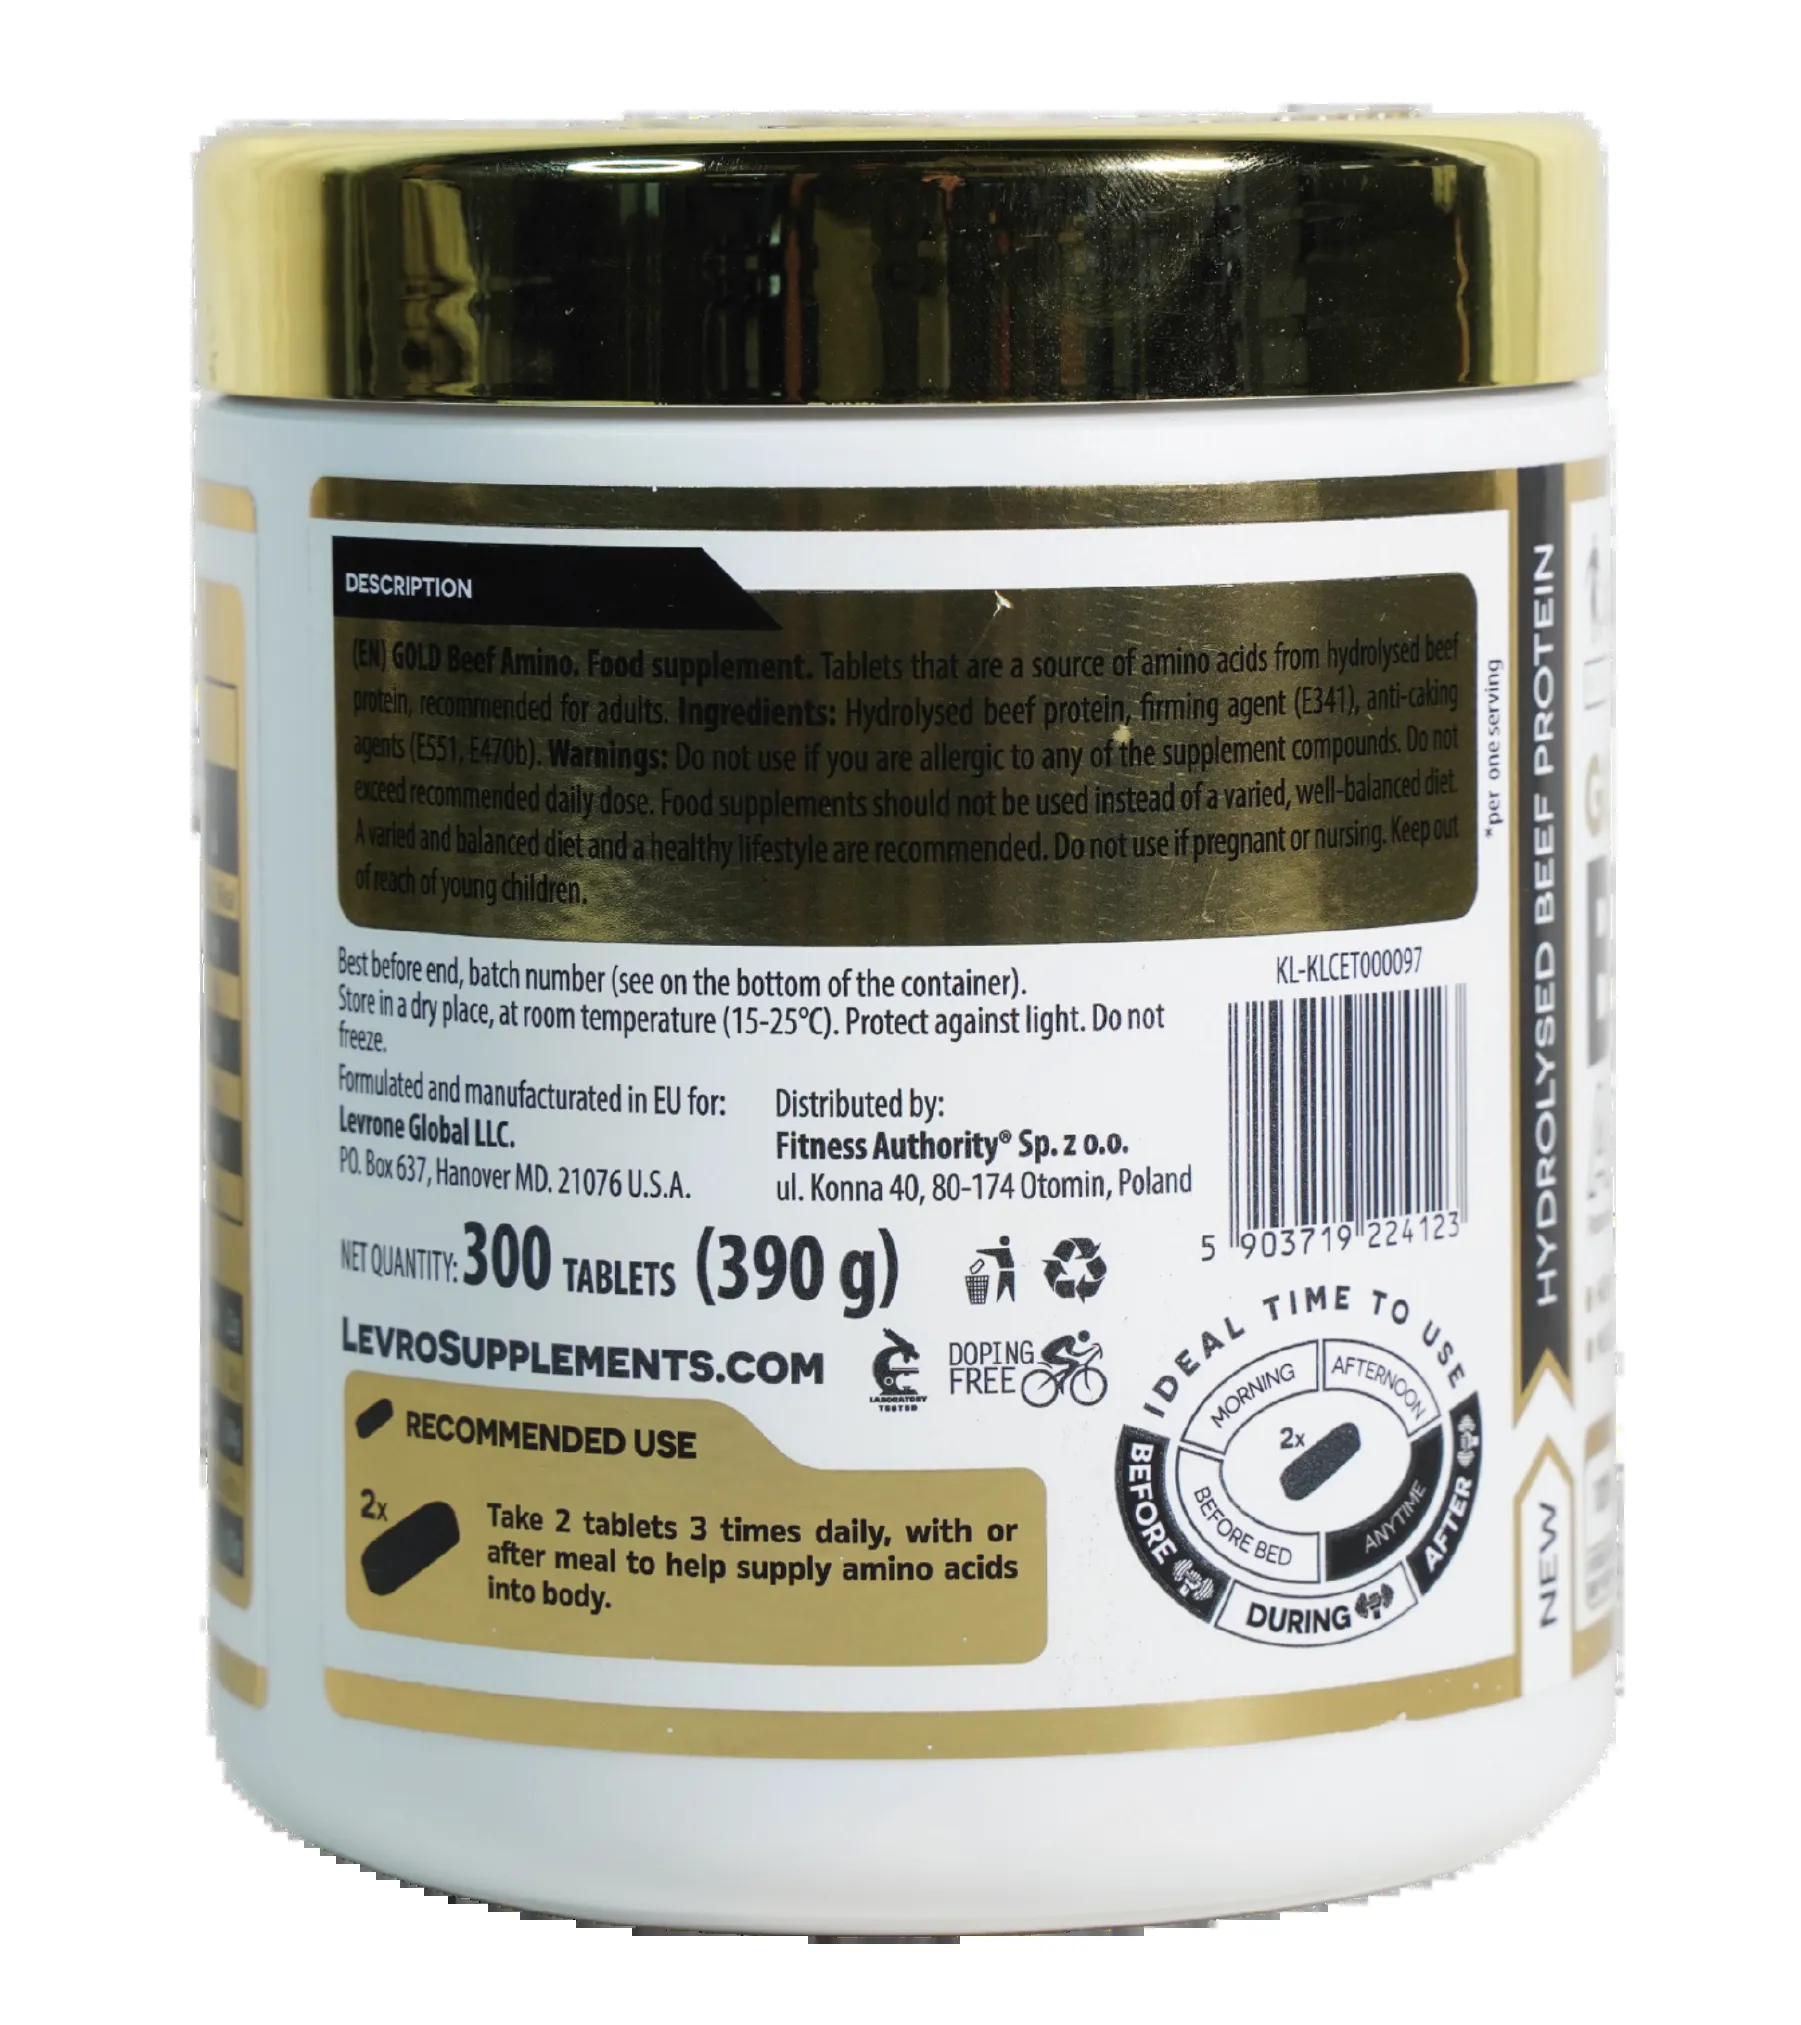 DESCRIPTION
(EN) GOLD Beef Amino. Food supplement. Tablets that are a source of amino acids from hydrolysed beef
protein, recommended for adults. Ingredients: Hydrolysed beef protein, firming agent (E341), anti-caking
agents (E551, E470b). Warnings: Do not use if you are allergic to any of the supplement compounds. Do not
exceed recommended daily dose. Food supplements should not be used instead of a varied, well-balanced diet.
A varied and balanced diet and a healthy lifestyle are recommended. Do not use if pregnant or nursing. Keep out
of reach of young children.
*per one serving
Best before end, batch number (see on the bottom of the container).
Store in a dry place, at room temperature (15-25°C). Protect against light. Do not
freeze.
Formulated and manufacturated in EU for:
Levrone Global LLC.
P.O. Box 637, Hanover MD. 21076 U.S.A.
Distributed by:
Fitness Authority® Sp. z o.o.
ul. Konna 40, 80-174 Otomin, Poland
KL-KLCET000097
5 903719 224123
NET QUANTITY: 300 TABLETS (390 g)
LEVROSUPPLEMENTS.COM
LABORATORY
TESTED
DOPING
FREE
RECOMMENDED USE
2x
Take 2 tablets 3 times daily, with or
after meal to help supply amino acids
into body.
IDEAL TIME TO USE
MORNING
AFTERNOON
2x
BEFORE BED
ANYTIME
BEFORE
DURING
AFTER
HYDROLYSED BEEF PROTEIN
NEW